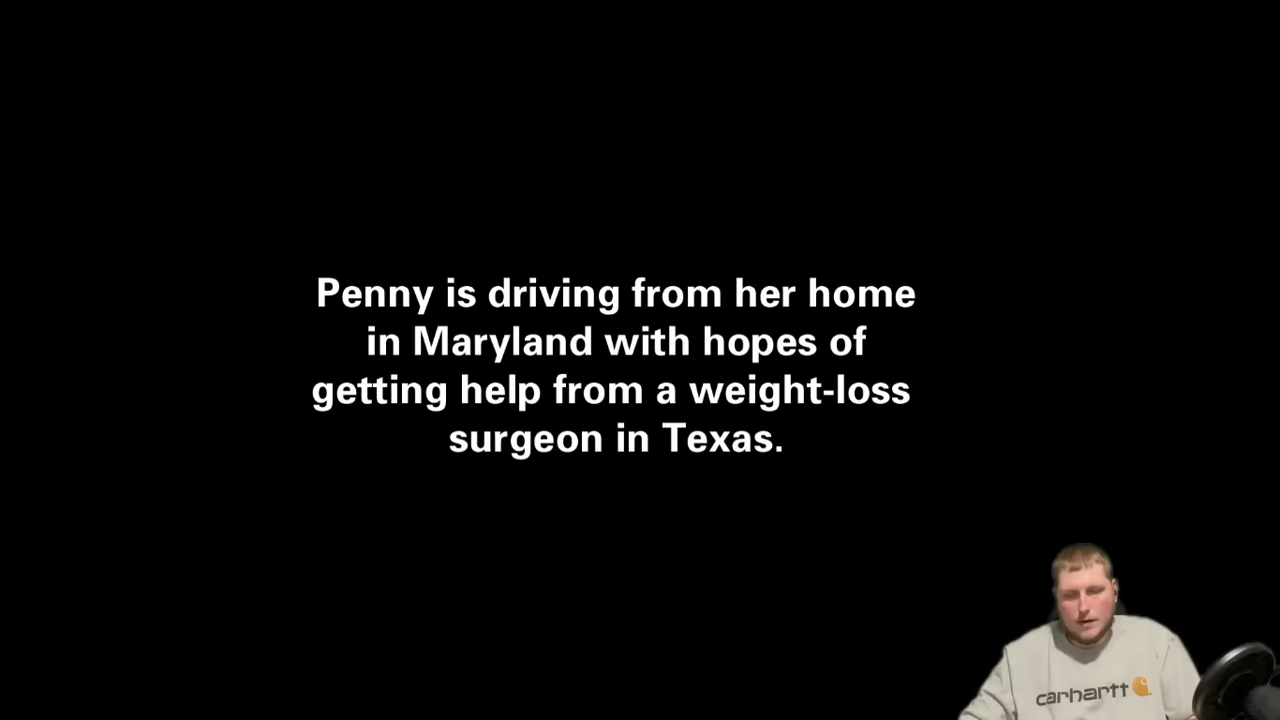 Penny is driving from her home
in Maryland with hopes of
getting help from a weight-loss
surgeon in Texas.
carhartt